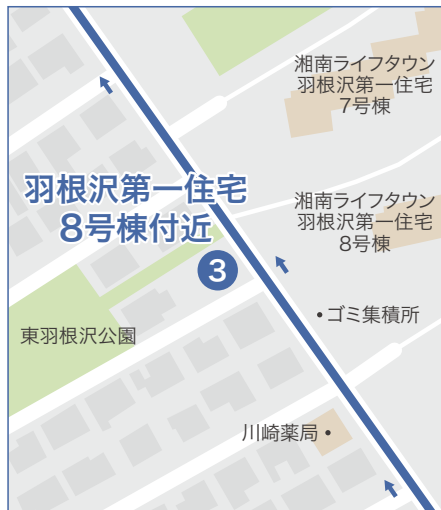 湘南ライフタウン
羽根沢第一住宅
7号棟
羽根沢第一住宅
8号棟付近
湘南ライフタウン
羽根沢第一住宅
8号棟
3
•ゴミ集積所
東羽根沢公園
川崎薬局•